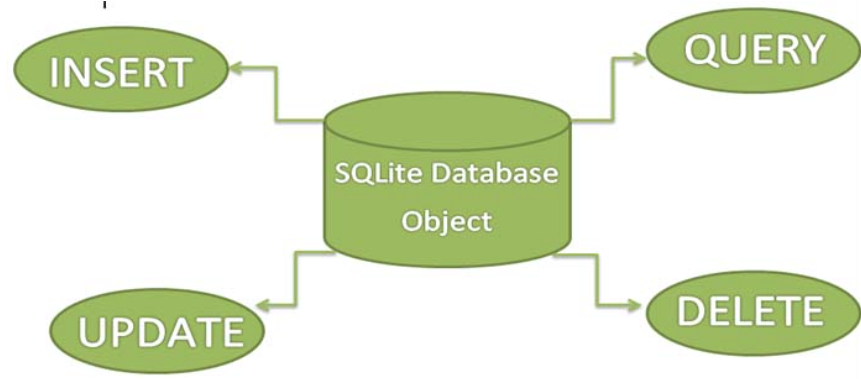 INSERT
QUERY
SQLite Database
Object
UPDATE
DELETE